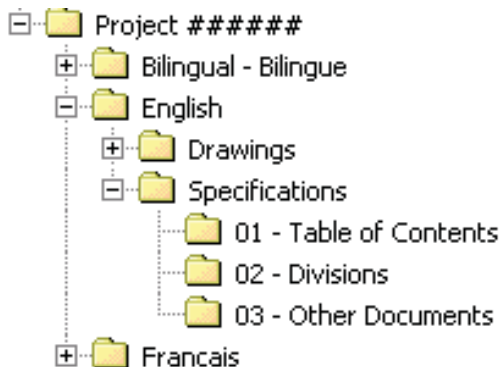 Project ######
Bilingual - Bilingue
English
Drawings
Specifications
01 - Table of Contents
02 - Divisions
03 - Other Documents
Francais